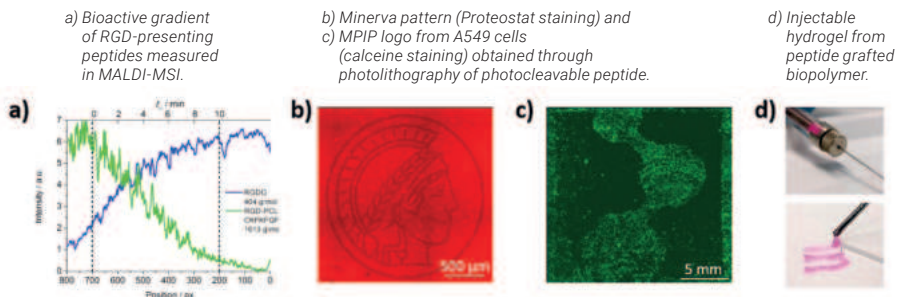 a) Bioactive gradient
of RGD-presenting
peptides measured
in MALDI-MSI.
b) Minerva pattern (Proteostat staining) and
c) MPIP logo from A549 cells
(calceine staining) obtained through
photolithography of photocleavable peptide.
d) Injectable
hydrogel from
peptide grafted
biopolymer.
a)
/ min
0 2 4 6 8 10
7
6
5
4
3
2
1
0
Intensity / a.u.
RGDG
404 g/mol
RGD-PCL
CKFKFQF
1013 g/mol
800 700 600 500 400 300 200 100 0
Position / px
b)
500 µm
c)
5 mm
d)